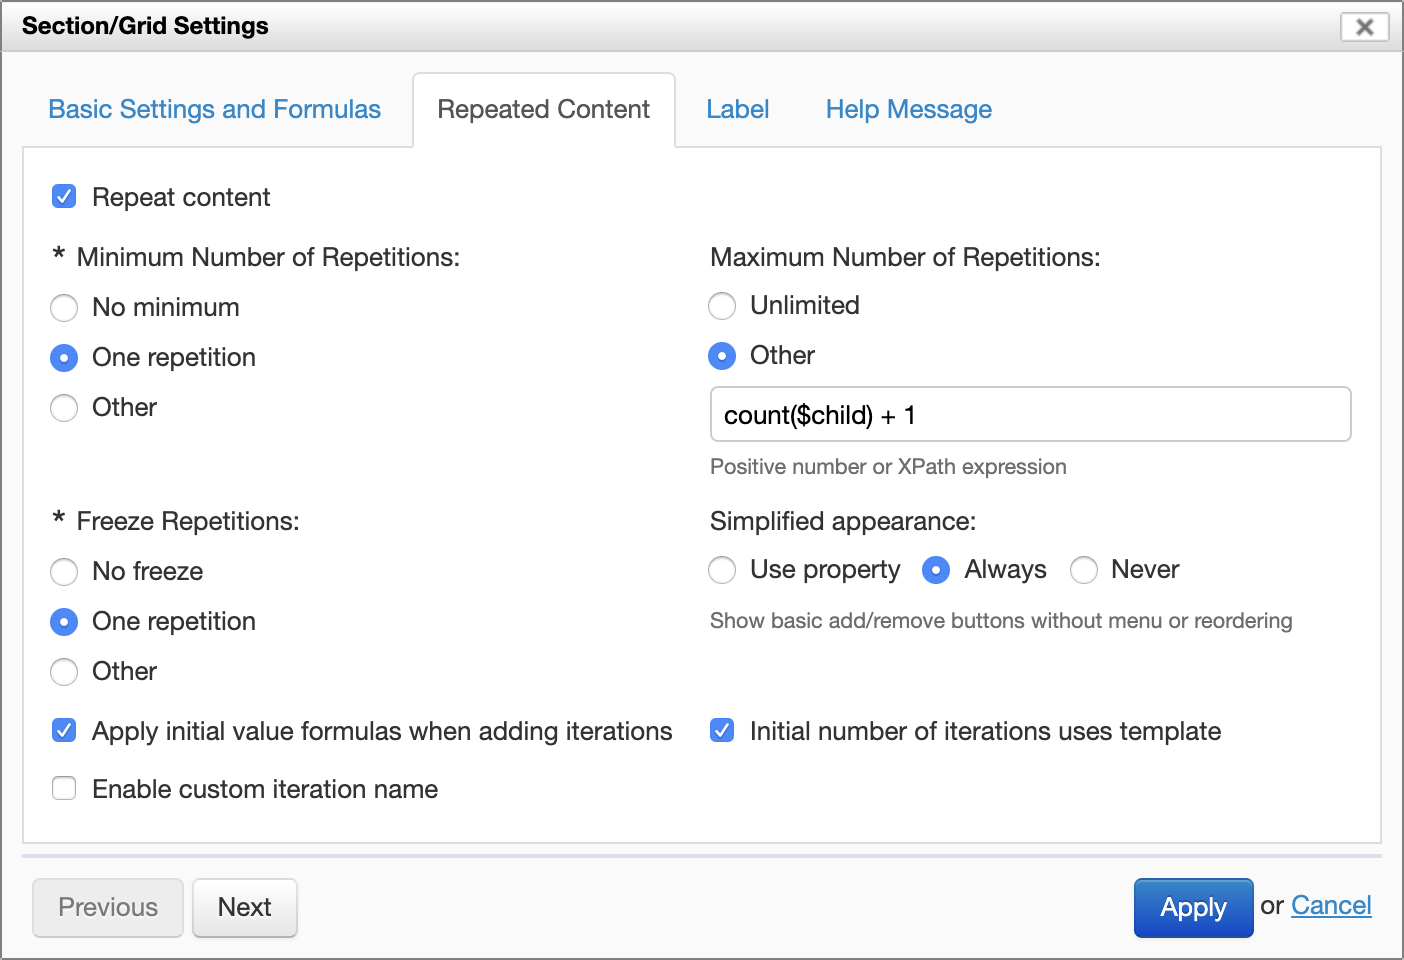 Section/Grid Settings
Basic Settings and Formulas
Repeated Content
Label
Help Message
Repeat content
* Minimum Number of Repetitions:
No minimum
One repetition
Other
Maximum Number of Repetitions:
Unlimited
Other
count($child) + 1
Positive number or XPath expression
* Freeze Repetitions:
No freeze
One repetition
Other
Simplified appearance:
Use property
Always
Never
Show basic add/remove buttons without menu or reordering
Apply initial value formulas when adding iterations
Initial number of iterations uses template
Enable custom iteration name
Previous
Next
Apply or Cancel